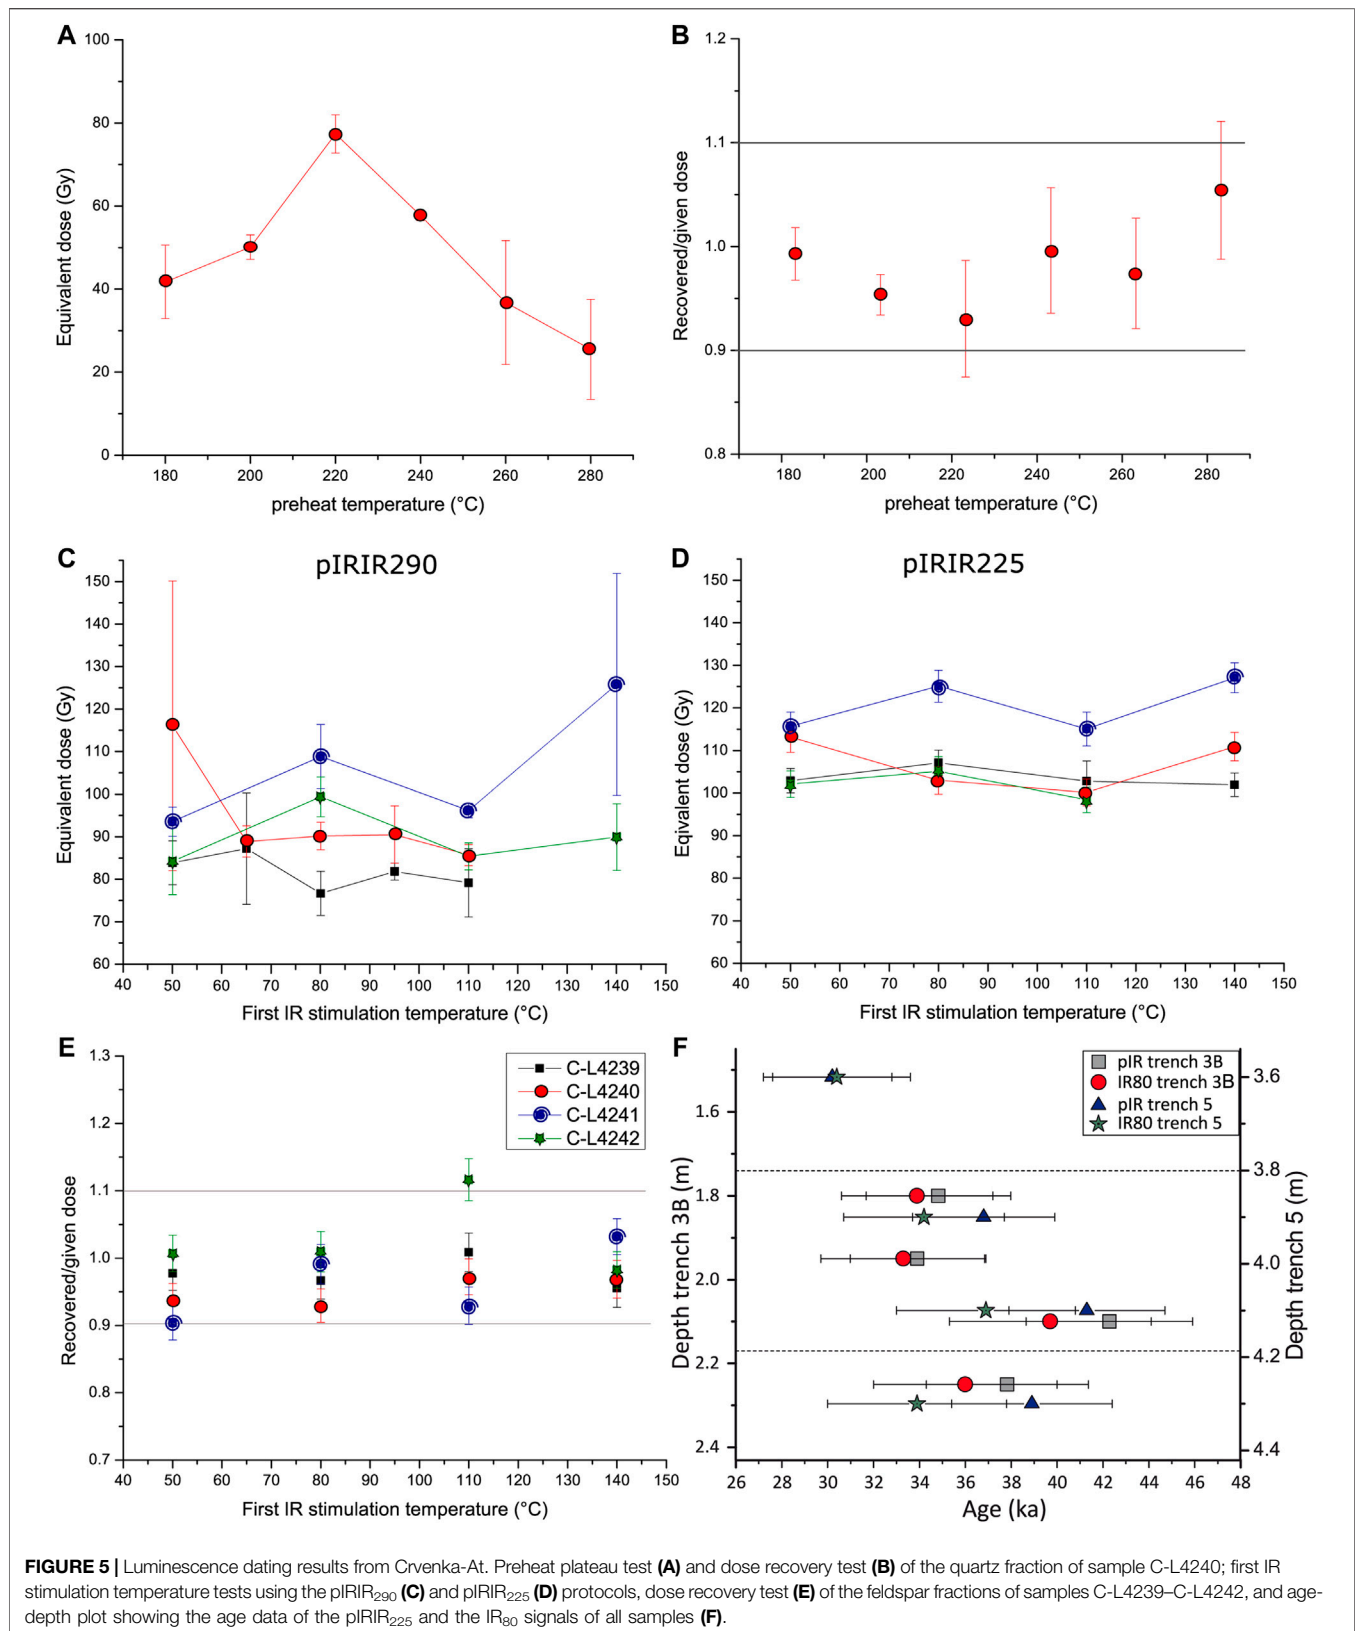 A
100
80
60
40
20
0
Equivalent dose (Gy)
180 200 220 240 260 280
preheat temperature (°C)
B
1.2
1.1
1.0
0.9
0.8
Recovered/given dose
180 200 220 240 260 280
preheat temperature (°C)
C
pIRIR290
150
140
130
120
110
100
90
80
70
60
Equivalent dose (Gy)
40 50 60 70 80 90 100 110 120 130 140 150
First IR stimulation temperature (°C)
D
pIRIR225
150
140
130
120
110
100
90
80
70
60
Eqivalent dose (Gy)
40 50 60 70 80 90 100 110 120 130 140 150
First IR stimulation temperature (°C)
E
1.3
1.2
1.1
1.0
0.9
0.8
0.7
Recovered/given dose
C-L4239
C-L4240
C-L4241
C-L4242
40 50 60 70 80 90 100 110 120 130 140 150
First IR stimulation temperature (°C)
F
pIR trench 3B
IR80 trench 3B
pIR trench 5
IR80 trench 5
1.6
1.8
2.0
2.2
2.4
Depth trench 3B (m)
3.6
3.8
4.0
4.2
4.4
Depth trench 5 (m)
26 28 30 32 34 36 38 40 42 44 46 48
Age (ka)
FIGURE 5 | Luminescence dating results from Crvenka-At. Preheat plateau test (A) and dose recovery test (B) of the quartz fraction of sample C-L4240; first IR
stimulation temperature tests using the pIRIR290 (C) and pIRIR225 (D) protocols, dose recovery test (E) of the feldspar fractions of samples C-L4239–C-L4242, and age-
depth plot showing the age data of the pIRIR225 and the IR80 signals of all samples (F).